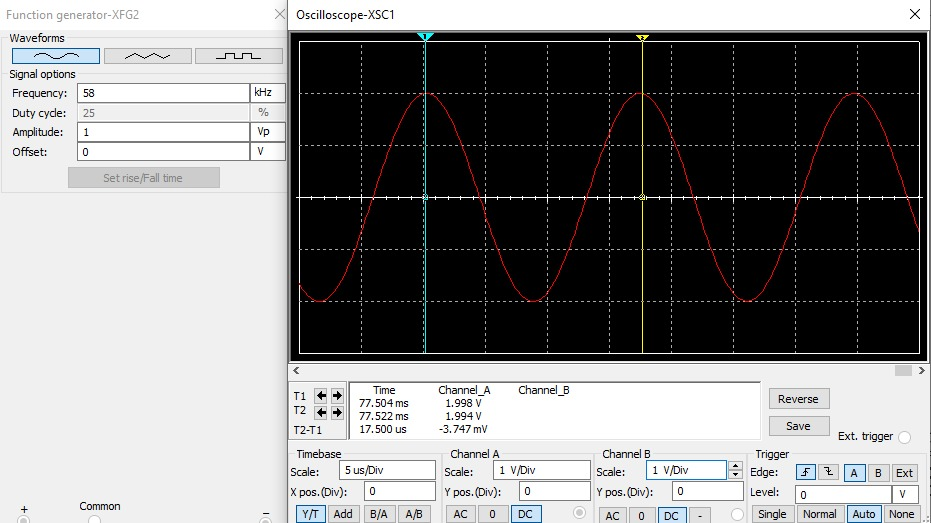 Function generator-XFG2
Waveforms
Signal options
Frequency: 58 kHz
Duty cycle: 25 %
Amplitude: 1 Vp
Offset: 0 V
Set rise/Fall time
+ Common −
Oscilloscope-XSC1
1 2
T1
T2
T2-T1
Time Channel_A Channel_B
77.504 ms 1.998 V
77.522 ms 1.994 V
17.500 us -3.747 mV
Reverse
Save
Ext. trigger
Timebase
Scale: 5 us/Div
X pos.(Div): 0
Y/T Add B/A A/B
Channel A
Scale: 1 V/Div
Y pos.(Div): 0
AC 0 DC
Channel B
Scale: 1 V/Div
Y pos.(Div): 0
AC 0 DC -
Trigger
Edge: A B Ext
Level: 0 V
Single Normal Auto None